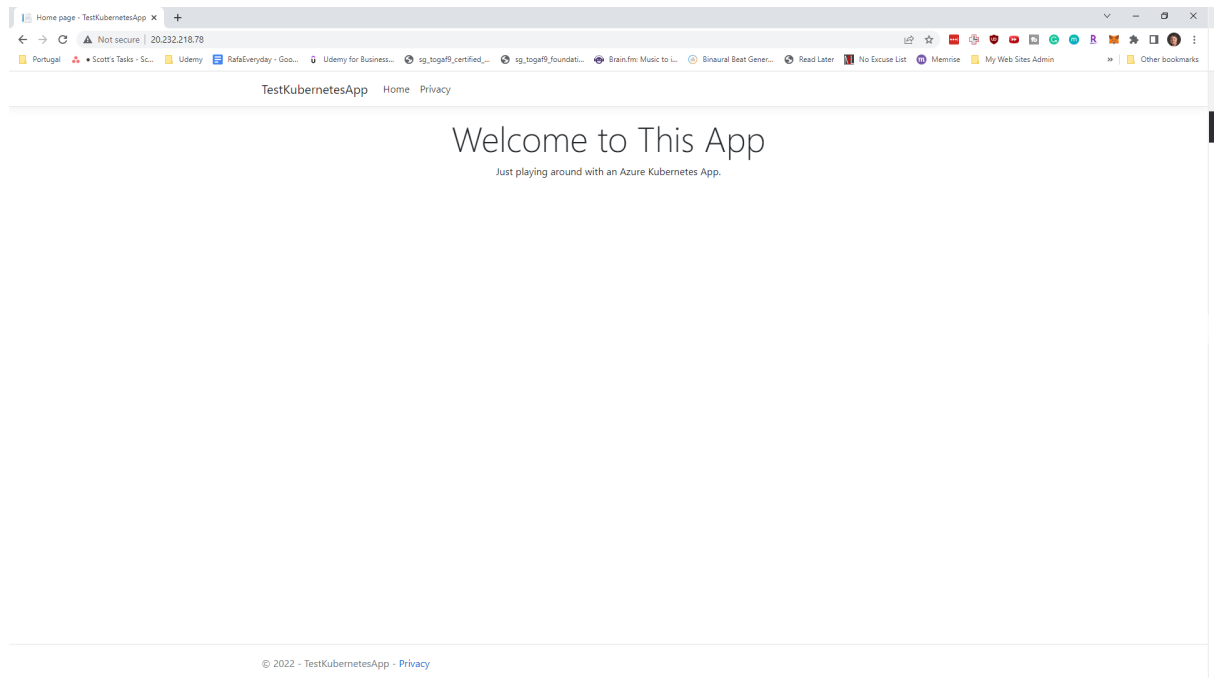 Home page - TestKubernetesApp
Not secure
20.232.218.78
Portugal
• Scott's Tasks - Sc...
Udemy
RafaEveryday - Goo...
Udemy for Business...
sg_togaf9_certified_...
sg_togaf9_foundati...
Brain.fm: Music to i...
Binaural Beat Gener...
Read Later
No Excuse List
Memrise
My Web Sites Admin
»
Other bookmarks
TestKubernetesApp Home Privacy
Welcome to This App
Just playing around with an Azure Kubernetes App.
© 2022 - TestKubernetesApp - Privacy